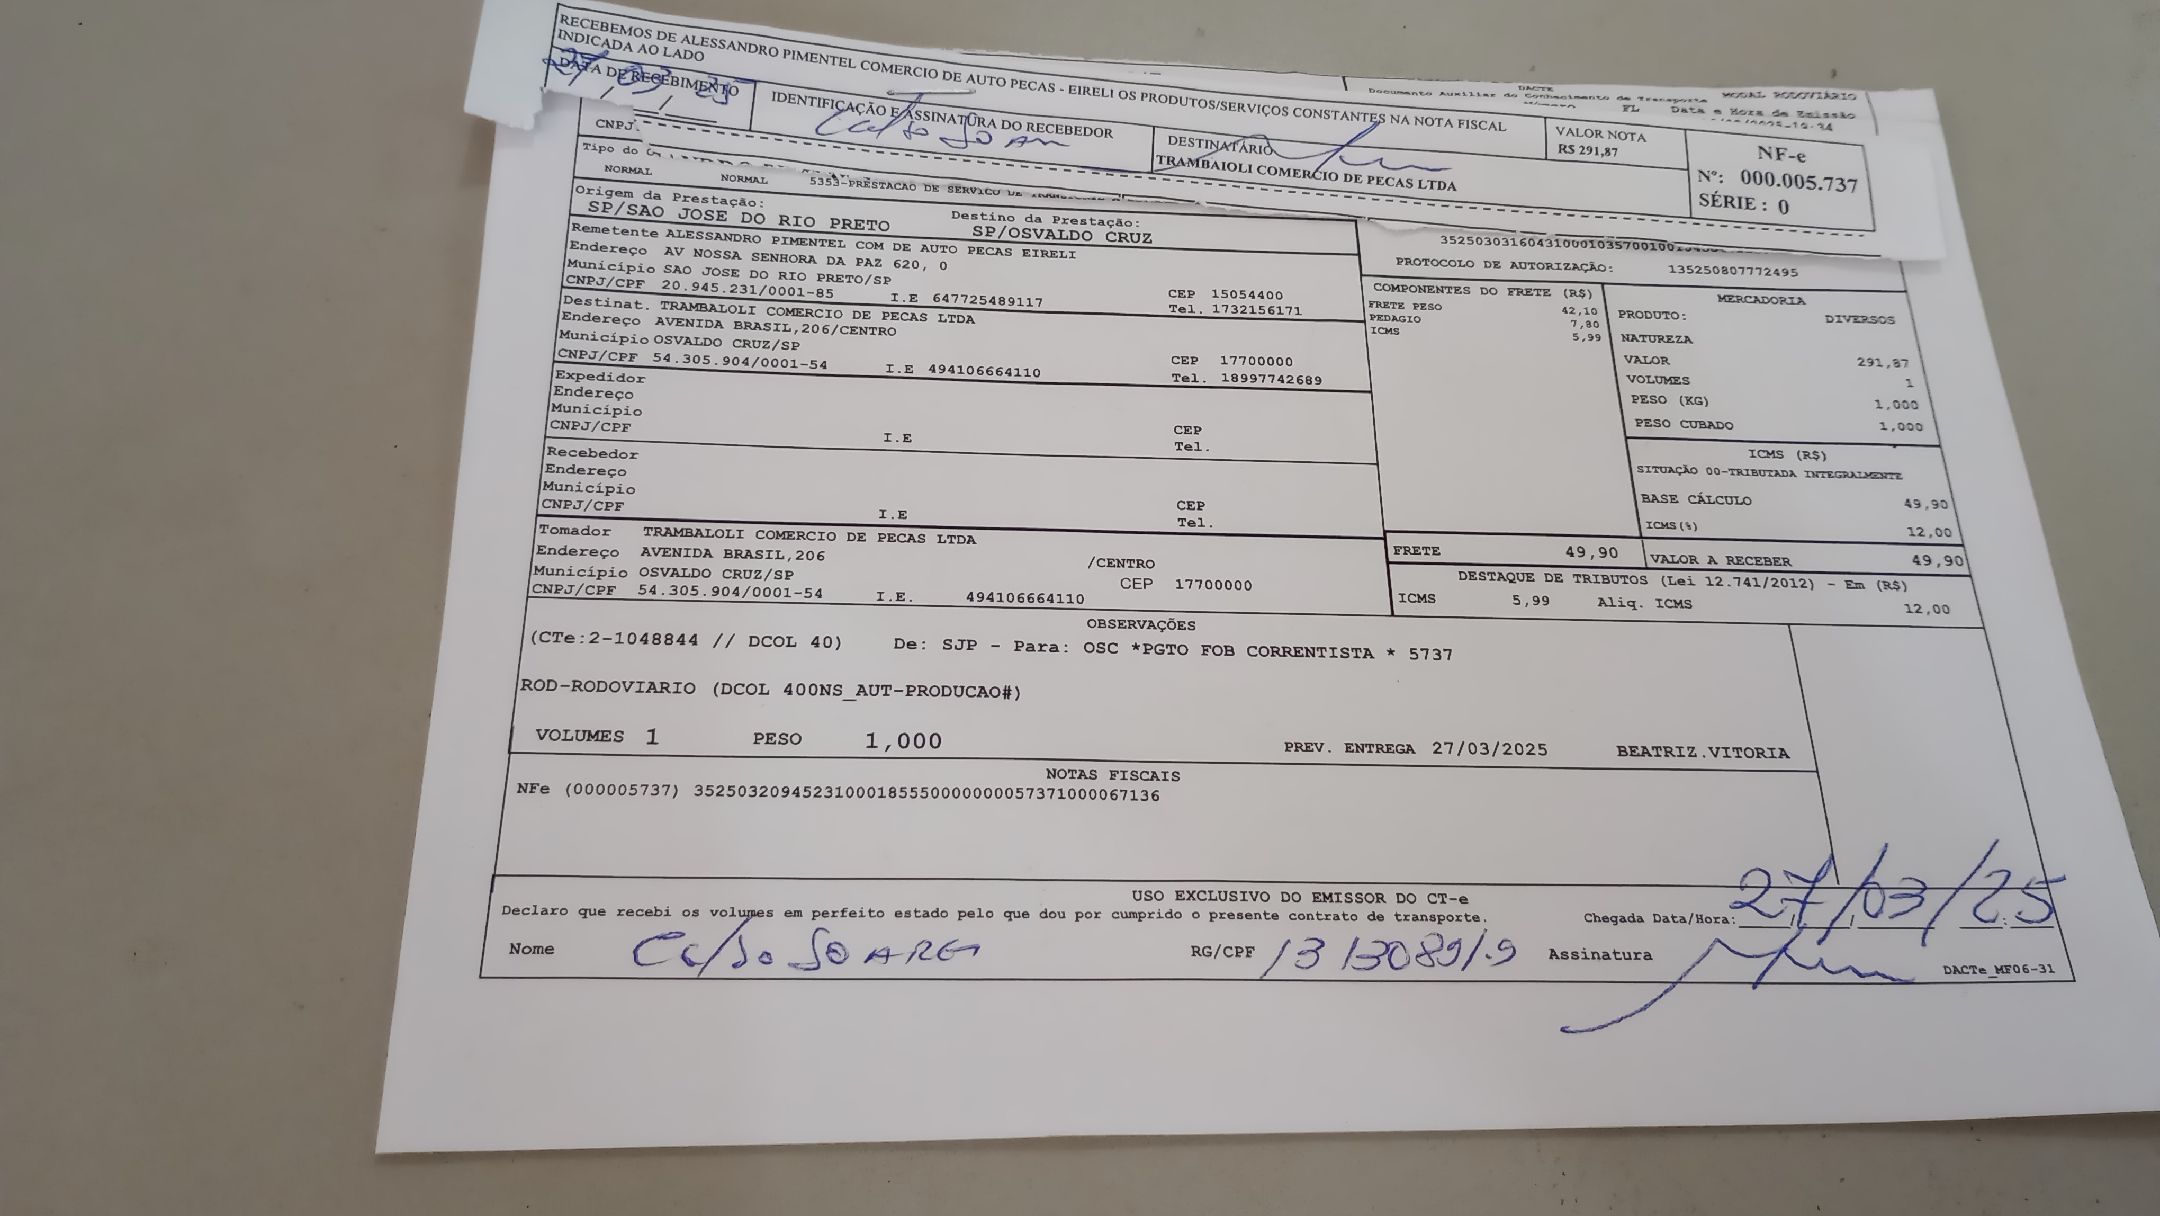 RECEBEMOS DE ALESSANDRO PIMENTEL COMERCIO DE AUTO PECAS - EIRELI OS PRODUTOS/SERVIÇOS CONSTANTES NA NOTA FISCAL
INDICADA AO LADO
DATA DE RECEBIMENTO
27 03 25
IDENTIFICAÇÃO E ASSINATURA DO RECEBEDOR
DESTINATÁRIO
TRAMBAIOLI COMERCIO DE PECAS LTDA
VALOR NOTA
R$ 291,87
NF-e
Nº: 000.005.737
SÉRIE: 0
DACTE
Documento Auxiliar do Conhecimento de Transporte
MODAL RODOVIÁRIO
FL Data e Hora de Emissão
CNPJ
Tipo do
NORMAL NORMAL 5353-PRESTACAO DE SERVICO DE
Origem da Prestação: Destino da Prestação:
SP/SAO JOSE DO RIO PRETO SP/OSVALDO CRUZ
PROTOCOLO DE AUTORIZAÇÃO: 135250807772495
Remetente ALESSANDRO PIMENTEL COM DE AUTO PECAS EIRELI
Endereço AV NOSSA SENHORA DA PAZ 620, 0
Município SAO JOSE DO RIO PRETO/SP CEP 15054400
CNPJ/CPF 20.945.231/0001-85 I.E 647725489117 Tel. 1732156171
Destinat. TRAMBALOLI COMERCIO DE PECAS LTDA
Endereço AVENIDA BRASIL,206/CENTRO
Município OSVALDO CRUZ/SP CEP 17700000
CNPJ/CPF 54.305.904/0001-54 I.E 494106664110 Tel. 18997742689
Expedidor
Endereço
Município CEP
CNPJ/CPF I.E Tel.
Recebedor
Endereço
Município CEP
CNPJ/CPF I.E Tel.
Tomador TRAMBALOLI COMERCIO DE PECAS LTDA
Endereço AVENIDA BRASIL,206 /CENTRO
Município OSVALDO CRUZ/SP CEP 17700000
CNPJ/CPF 54.305.904/0001-54 I.E. 494106664110
COMPONENTES DO FRETE (R$)
FRETE PESO 42,10
PEDAGIO 7,80
ICMS 5,99
MERCADORIA
PRODUTO: DIVERSOS
NATUREZA
VALOR 291,87
VOLUMES 1
PESO (KG) 1,000
PESO CUBADO 1,000
ICMS (R$)
SITUAÇÃO 00-TRIBUTADA INTEGRALMENTE
BASE CÁLCULO 49,90
ICMS(%) 12,00
FRETE 49,90 VALOR A RECEBER 49,90
DESTAQUE DE TRIBUTOS (Lei 12.741/2012) - Em (R$)
ICMS 5,99 Aliq. ICMS 12,00
OBSERVAÇÕES
(CTe:2-1048844 // DCOL 40) De: SJP - Para: OSC *PGTO FOB CORRENTISTA * 5737
ROD-RODOVIARIO (DCOL 400NS_AUT-PRODUCAO#)
VOLUMES 1 PESO 1,000 PREV. ENTREGA 27/03/2025 BEATRIZ.VITORIA
NOTAS FISCAIS
NFe (000005737) 35250320945231000185550000000057371000067136
USO EXCLUSIVO DO EMISSOR DO CT-e
Declaro que recebi os volumes em perfeito estado pelo que dou por cumprido o presente contrato de transporte. Chegada Data/Hora: 27/03/25
Nome Celso SOARES RG/CPF Assinatura
DACTe_MF06-31